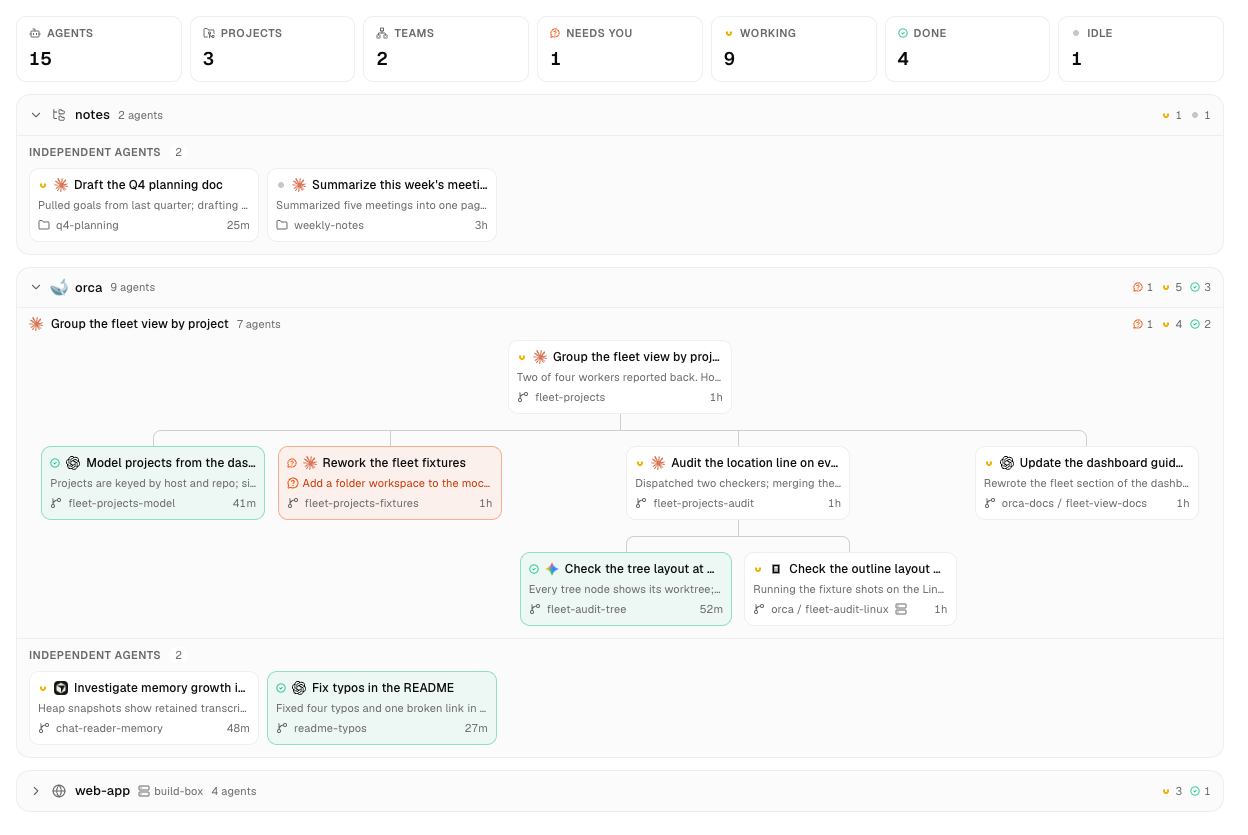 AGENTS
15
PROJECTS
3
TEAMS
2
NEEDS YOU
1
WORKING
9
DONE
4
IDLE
1
notes 2 agents 1 1
INDEPENDENT AGENTS 2
Draft the Q4 planning doc
Pulled goals from last quarter; drafting ...
q4-planning 25m
Summarize this week's meeti...
Summarized five meetings into one pag...
weekly-notes 3h
orca 9 agents 1 5 3
Group the fleet view by project 7 agents 1 4 2
Group the fleet view by proj...
Two of four workers reported back. Ho...
fleet-projects 1h
Model projects from the das...
Projects are keyed by host and repo; si...
fleet-projects-model 41m
Rework the fleet fixtures
Add a folder workspace to the moc...
fleet-projects-fixtures 1h
Audit the location line on ev...
Dispatched two checkers; merging the...
fleet-projects-audit 1h
Update the dashboard guid...
Rewrote the fleet section of the dashb...
orca-docs / fleet-view-docs 1h
Check the tree layout at ...
Every tree node shows its worktree;...
fleet-audit-tree 52m
Check the outline layout ...
Running the fixture shots on the Lin...
orca / fleet-audit-linux 1h
INDEPENDENT AGENTS 2
Investigate memory growth i...
Heap snapshots show retained transcri...
chat-reader-memory 48m
Fix typos in the README
Fixed four typos and one broken link in ...
readme-typos 27m
web-app build-box 4 agents 3 1